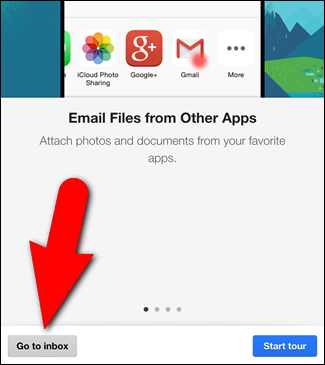 iCloud Photo
Sharing
Google+
Gmail
More
Email Files from Other Apps
Attach photos and documents from your favorite
apps.
Go to inbox
Start tour